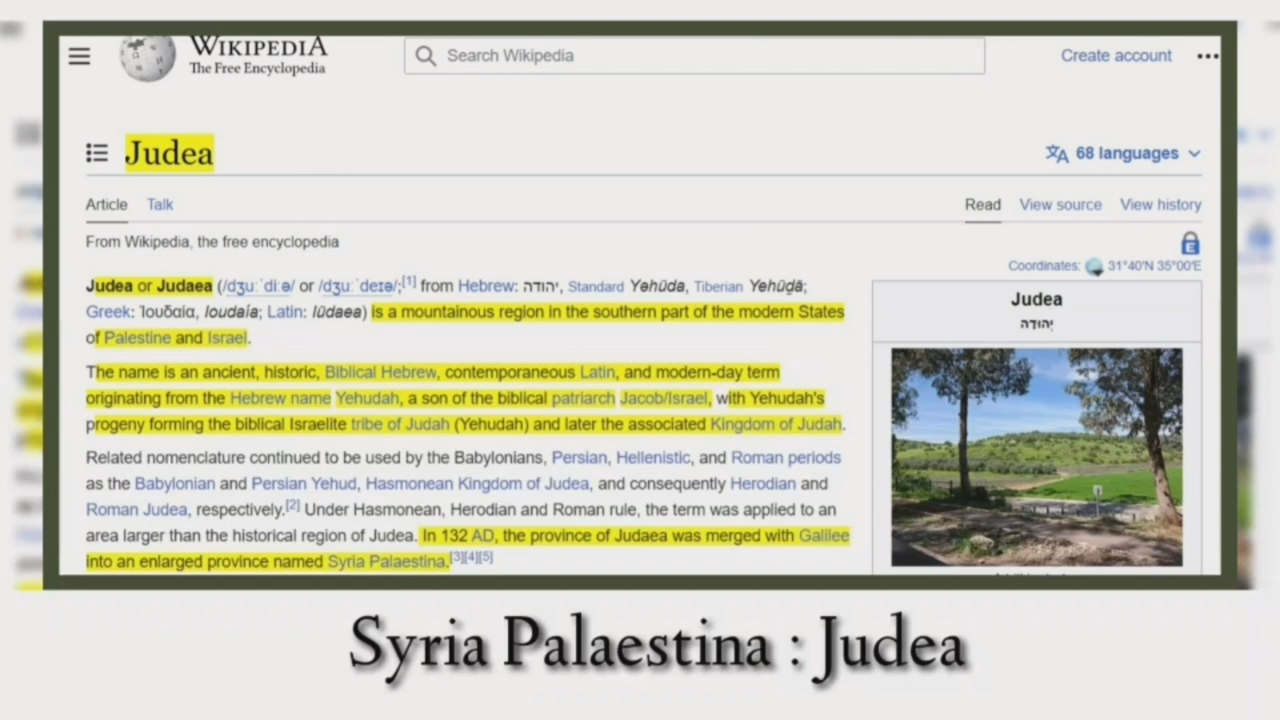 WIKIPEDIA
The Free Encyclopedia
Search Wikipedia
Create account
Judea
68 languages
Article Talk
Read View source View history
From Wikipedia, the free encyclopedia
Coordinates: 31°40′N 35°00′E
Judea or Judaea (/dʒuːˈdiːə/ or /dʒuːˈdeɪə/;[1] from Hebrew: יהודה, Standard Yəhūda, Tiberian Yehūḏā;
Greek: Ἰουδαία, Ioudaía; Latin: Iūdaea) is a mountainous region in the southern part of the modern States
of Palestine and Israel.
The name is an ancient, historic, Biblical Hebrew, contemporaneous Latin, and modern-day term
originating from the Hebrew name Yehudah, a son of the biblical patriarch Jacob/Israel, with Yehudah's
progeny forming the biblical Israelite tribe of Judah (Yehudah) and later the associated Kingdom of Judah.
Related nomenclature continued to be used by the Babylonians, Persian, Hellenistic, and Roman periods
as the Babylonian and Persian Yehud, Hasmonean Kingdom of Judea, and consequently Herodian and
Roman Judea, respectively.[2] Under Hasmonean, Herodian and Roman rule, the term was applied to an
area larger than the historical region of Judea. In 132 AD, the province of Judaea was merged with Galilee
into an enlarged province named Syria Palaestina.[3][4][5]
Judea
יְהוּדָה
Syria Palaestina : Judea